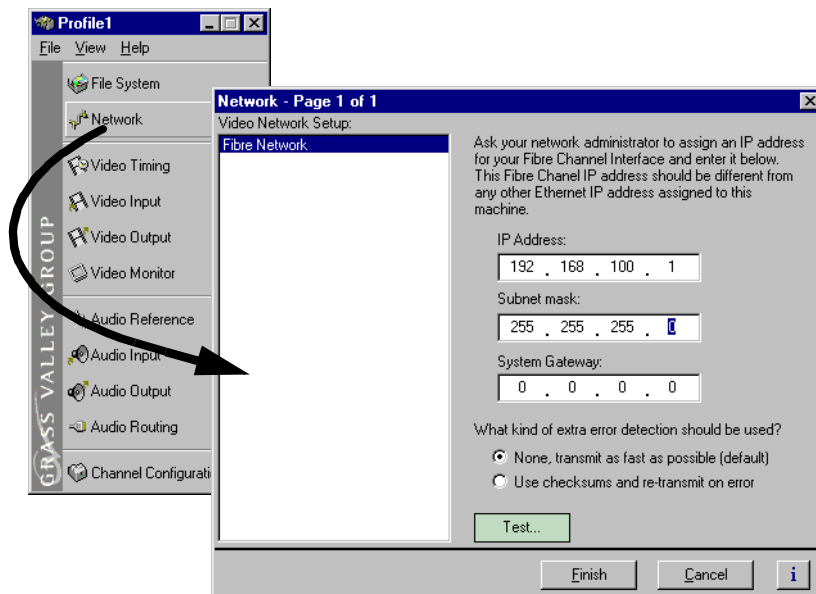 Profile1
File View Help
File System
Network
Video Timing
Video Input
Video Output
Video Monitor
Audio Reference
Audio Input
Audio Output
Audio Routing
Channel Configurati
GRASS VALLEY GROUP
Network - Page 1 of 1
Video Network Setup:
Fibre Network
Ask your network administrator to assign an IP address
for your Fibre Channel Interface and enter it below.
This Fibre Chanel IP address should be different from
any other Ethernet IP address assigned to this
machine.
IP Address:
192 . 168 . 100 . 1
Subnet mask:
255 . 255 . 255 . 0
System Gateway:
0 . 0 . 0 . 0
What kind of extra error detection should be used?
None, transmit as fast as possible (default)
Use checksums and re-transmit on error
Test...
Finish Cancel i